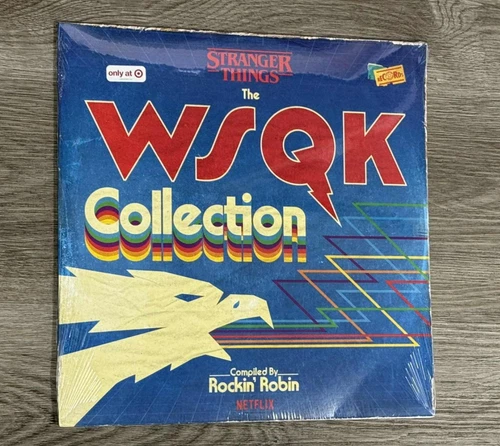 only at
STRANGER
THINGS
The
WSQK
Collection
Compiled By
Rockin' Robin
NETFLIX